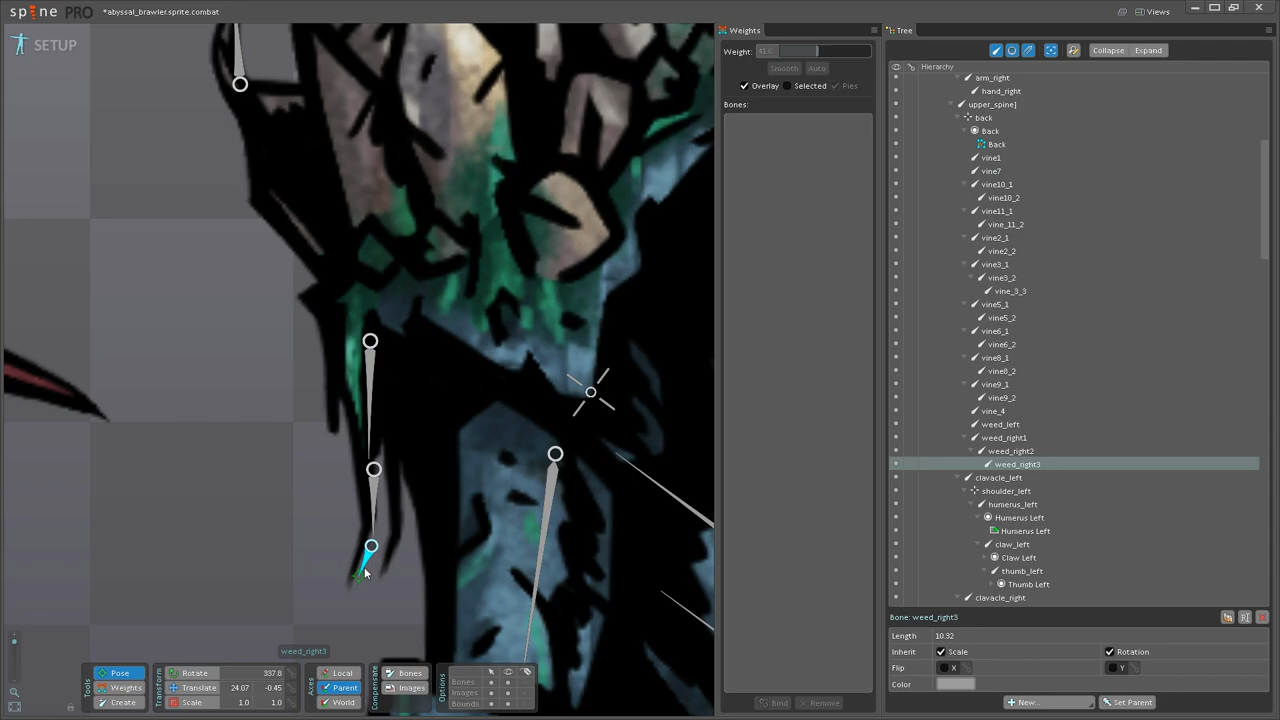 spine PRO *abyssal_brawler.sprite.combat Views
SETUP
Weights
Weight:
Smooth Auto
Overlay Selected Pies
Bones:
Bind Remove
Tree
Collapse Expand
Hierarchy
arm_right
hand_right
upper_spine]
back
Back
Back
vine1
vine7
vine10_1
vine10_2
vine11_1
vine_11_2
vine2_1
vine2_2
vine3_1
vine3_2
vine_3_3
vine5_1
vine5_2
vine6_1
vine6_2
vine8_1
vine8_2
vine9_1
vine9_2
vine_4
weed_left
weed_right1
weed_right2
weed_right3
clavacle_left
shoulder_left
humerus_left
Humerus Left
Humerus Left
claw_left
Claw Left
thumb_left
Thumb Left
clavacle_right
Bone: weed_right3
Length 10.32
Inherit Scale Rotation
Flip X Y
Color
New... Set Parent
weed_right3
Tools
Pose
Weights
Create
Transform
Rotate 337.8
Translate 24.07 -0.45
Scale 1.0 1.0
Axes
Local
Parent
World
Compensate
Bones
Images
Options
Bones
Images
Bounds